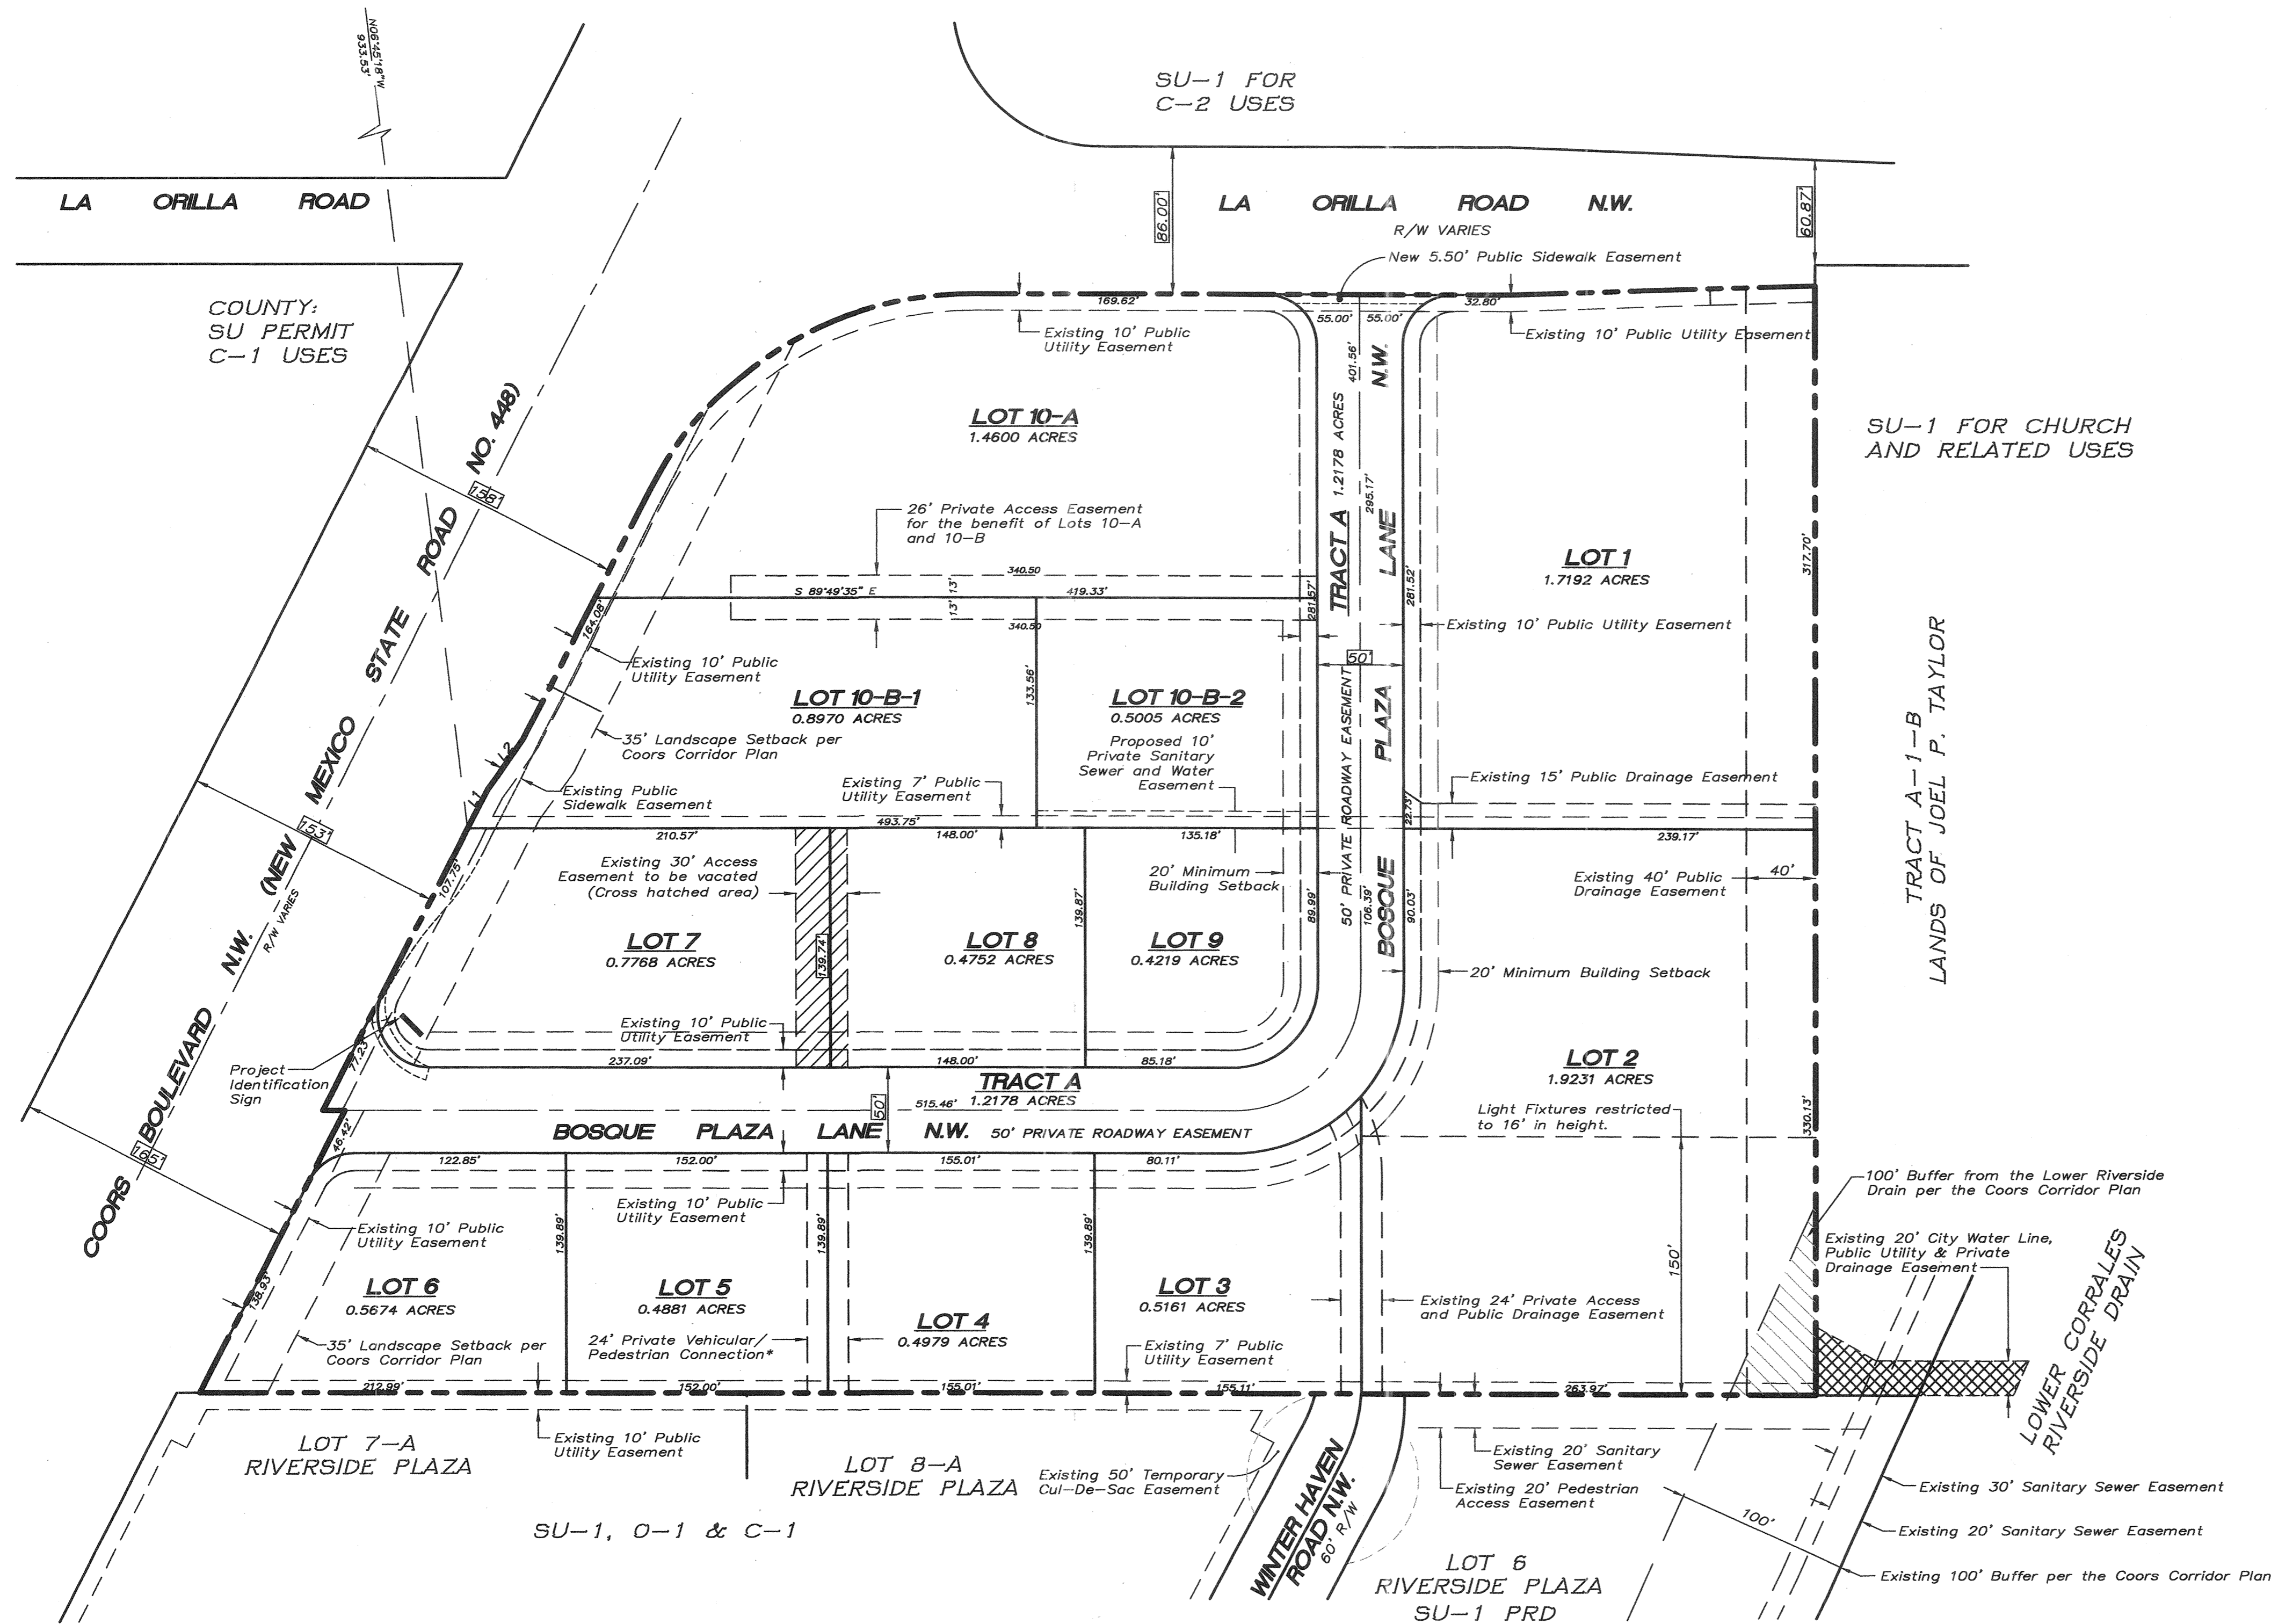 N06°45'18"W
933.53'
SU-1 FOR
C-2 USES
LA ORILLA ROAD
86.00'
LA ORILLA ROAD N.W.
R/W VARIES
60.87'
New 5.50' Public Sidewalk Easement
COUNTY:
SU PERMIT
C-1 USES
169.62'
32.80'
55.00'
55.00'
Existing 10' Public
Utility Easement
Existing 10' Public Utility Easement
401.56'
LOT 10-A
1.4600 ACRES
SU-1 FOR CHURCH
AND RELATED USES
158'
26' Private Access Easement
for the benefit of Lots 10-A
and 10-B
TRACT A 1.2178 ACRES
295.17'
LOT 1
1.7192 ACRES
317.70'
340.50
S 89°49'35" E
13' 13'
419.33'
281.57'
281.52'
340.50
164.08'
Existing 10' Public Utility Easement
Existing 10' Public
Utility Easement
50'
133.56'
LOT 10-B-1
0.8970 ACRES
LOT 10-B-2
0.5005 ACRES
35' Landscape Setback per
Coors Corridor Plan
Proposed 10'
Private Sanitary
Sewer and Water
Easement
50' PRIVATE ROADWAY EASEMENT
BOSQUE PLAZA LANE N.W.
TRACT A-1-B
LANDS OF JOEL P. TAYLOR
L2
L1
Existing Public
Sidewalk Easement
Existing 7' Public
Utility Easement
Existing 15' Public Drainage Easement
22.73'
493.75'
210.57'
148.00'
135.18'
239.17'
COORS BOULEVARD N.W. (NEW MEXICO STATE ROAD NO. 448)
R/W VARIES
153'
107.75'
Existing 30' Access
Easement to be vacated
(Cross hatched area)
20' Minimum
Building Setback
Existing 40' Public
Drainage Easement
40'
139.87'
89.99'
106.39'
90.03'
139.74'
LOT 7
0.7768 ACRES
LOT 8
0.4752 ACRES
LOT 9
0.4219 ACRES
20' Minimum Building Setback
Existing 10' Public
Utility Easement
237.09'
148.00'
85.18'
Project
Identification
Sign
77.23'
TRACT A
1.2178 ACRES
LOT 2
1.9231 ACRES
50'
515.46'
Light Fixtures restricted
to 16' in height.
330.13'
BOSQUE PLAZA LANE N.W. 50' PRIVATE ROADWAY EASEMENT
46.42'
165'
122.85'
152.00'
155.01'
80.11'
100' Buffer from the Lower Riverside
Drain per the Coors Corridor Plan
Existing 10' Public
Utility Easement
Existing 10' Public
Utility Easement
139.89'
139.89'
139.89'
150'
Existing 20' City Water Line,
Public Utility & Private
Drainage Easement
LOWER CORRALES
RIVERSIDE DRAIN
138.93'
LOT 6
0.5674 ACRES
LOT 5
0.4881 ACRES
LOT 4
0.4979 ACRES
LOT 3
0.5161 ACRES
Existing 24' Private Access
and Public Drainage Easement
35' Landscape Setback per
Coors Corridor Plan
24' Private Vehicular/
Pedestrian Connection*
Existing 7' Public
Utility Easement
212.99'
152.00'
155.01'
155.11'
263.97'
LOT 7-A
RIVERSIDE PLAZA
Existing 10' Public
Utility Easement
LOT 8-A
RIVERSIDE PLAZA
Existing 50' Temporary
Cul-De-Sac Easement
WINTER HAVEN
ROAD N.W.
60' R/W
Existing 20' Sanitary
Sewer Easement
Existing 20' Pedestrian
Access Easement
100'
Existing 30' Sanitary Sewer Easement
Existing 20' Sanitary Sewer Easement
Existing 100' Buffer per the Coors Corridor Plan
SU-1, O-1 & C-1
LOT 6
RIVERSIDE PLAZA
SU-1 PRD